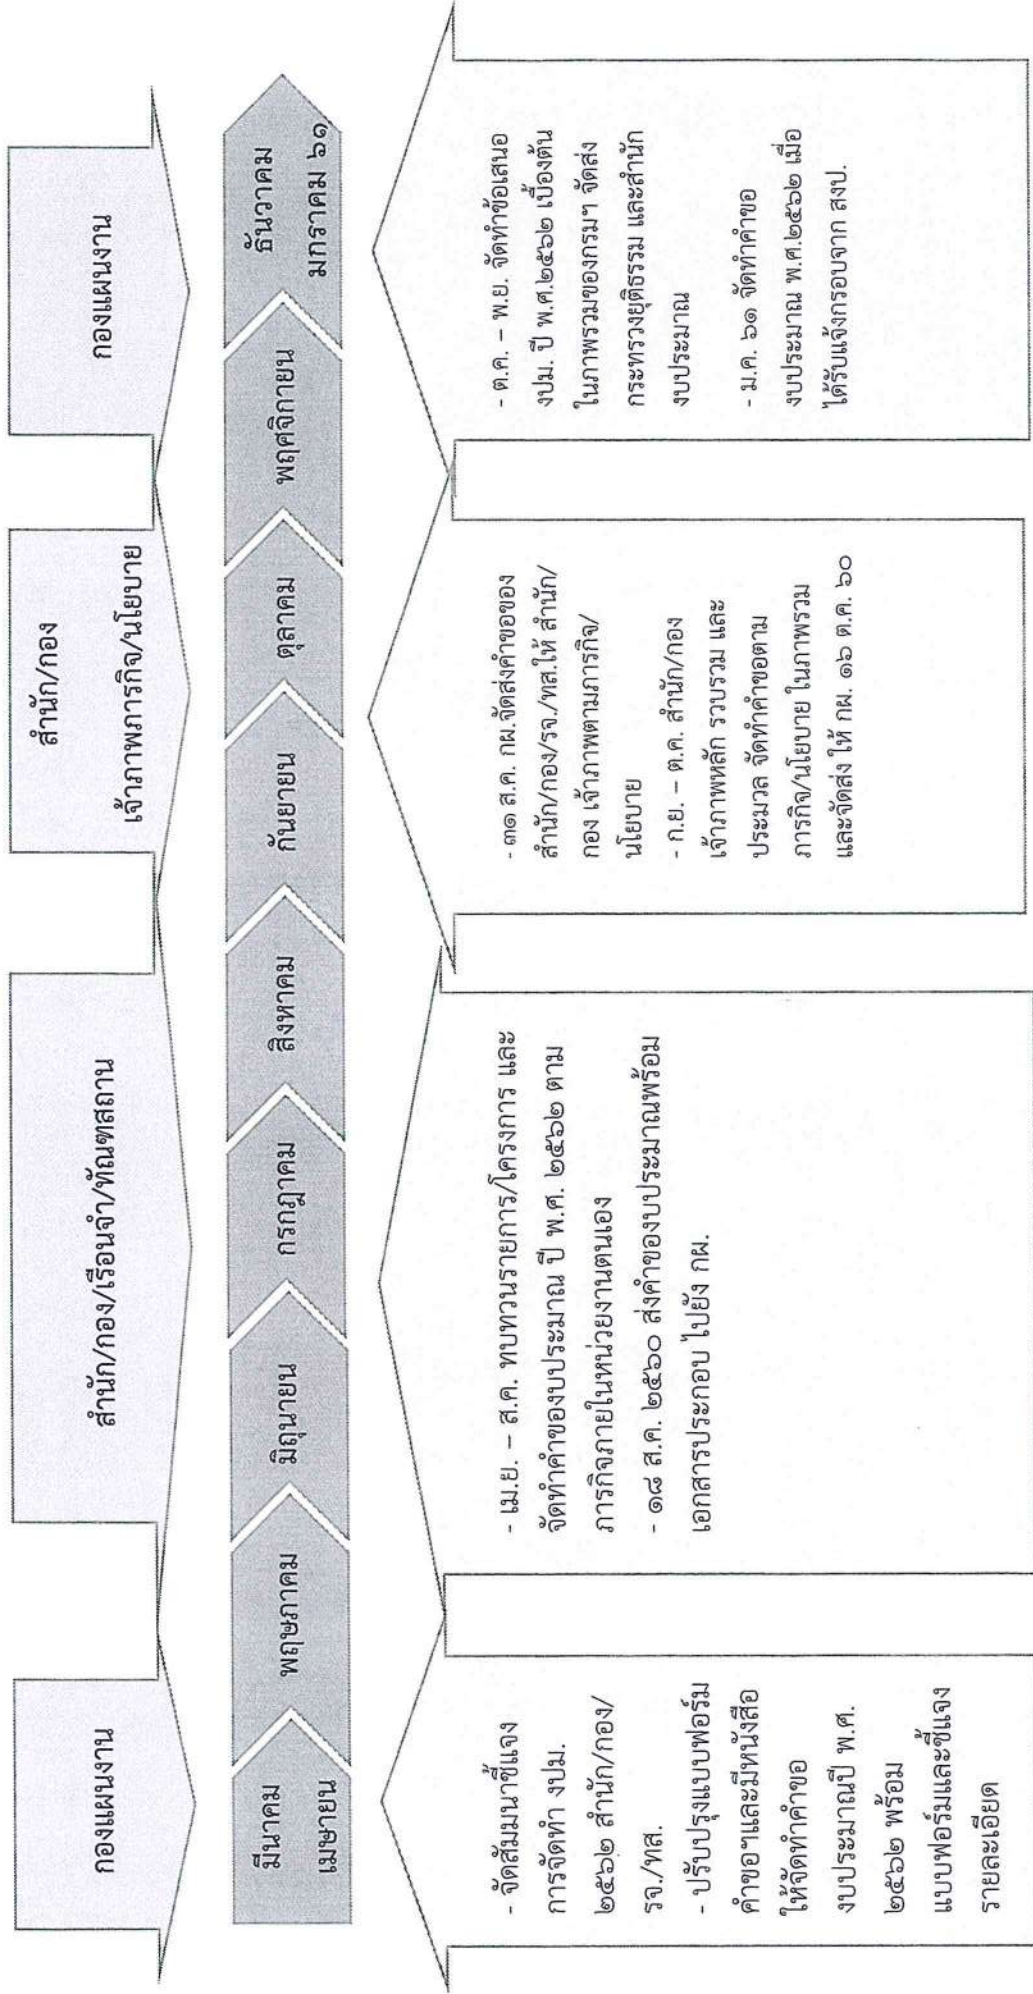 กองแผนงาน
สำนัก/กอง/เรือนจำ/ทัณฑสถาน
สำนัก/กอง
เจ้าภาพภารกิจ/นโยบาย
กองแผนงาน
มีนาคม
เมษายน
พฤษภาคม
มิถุนายน
กรกฎาคม
สิงหาคม
กันยายน
ตุลาคม
พฤศจิกายน
ธันวาคม
มกราคม ๖๑
- จัดสัมมนาชี้แจง
การจัดทำ งปม.
๒๕๖๒ สำนัก/กอง/
รจ./ทส.
- ปรับปรุงแบบฟอร์ม
คำขอฯและมีหนังสือ
ให้จัดทำคำขอ
งบประมาณปี พ.ศ.
๒๕๖๒ พร้อม
แบบฟอร์มและชี้แจง
รายละเอียด
- เม.ย. – ส.ค. ทบทวนรายการ/โครงการ และ
จัดทำคำของบประมาณ ปี พ.ศ. ๒๕๖๒ ตาม
ภารกิจภายในหน่วยงานตนเอง
- ๑๘ ส.ค. ๒๕๖๐ ส่งคำของบประมาณพร้อม
เอกสารประกอบ ไปยัง กผ.
- ๓๑ ส.ค. กผ.จัดส่งคำขอของ
สำนัก/กอง/รจ./ทส.ให้ สำนัก/
กอง เจ้าภาพตามภารกิจ/
นโยบาย
- ก.ย. – ต.ค. สำนัก/กอง
เจ้าภาพหลัก รวบรวม และ
ประมวล จัดทำคำขอตาม
ภารกิจ/นโยบาย ในภาพรวม
และจัดส่ง ให้ กผ. ๑๖ ต.ค. ๖๐
- ต.ค. – พ.ย. จัดทำข้อเสนอ
งปม. ปี พ.ศ.๒๕๖๒ เบื้องต้น
ในภาพรวมของกรมฯ จัดส่ง
กระทรวงยุติธรรม และสำนัก
งบประมาณ
- ม.ค. ๖๑ จัดทำคำขอ
งบประมาณ พ.ศ.๒๕๖๒ เมื่อ
ได้รับแจ้งกรอบจาก สงป.